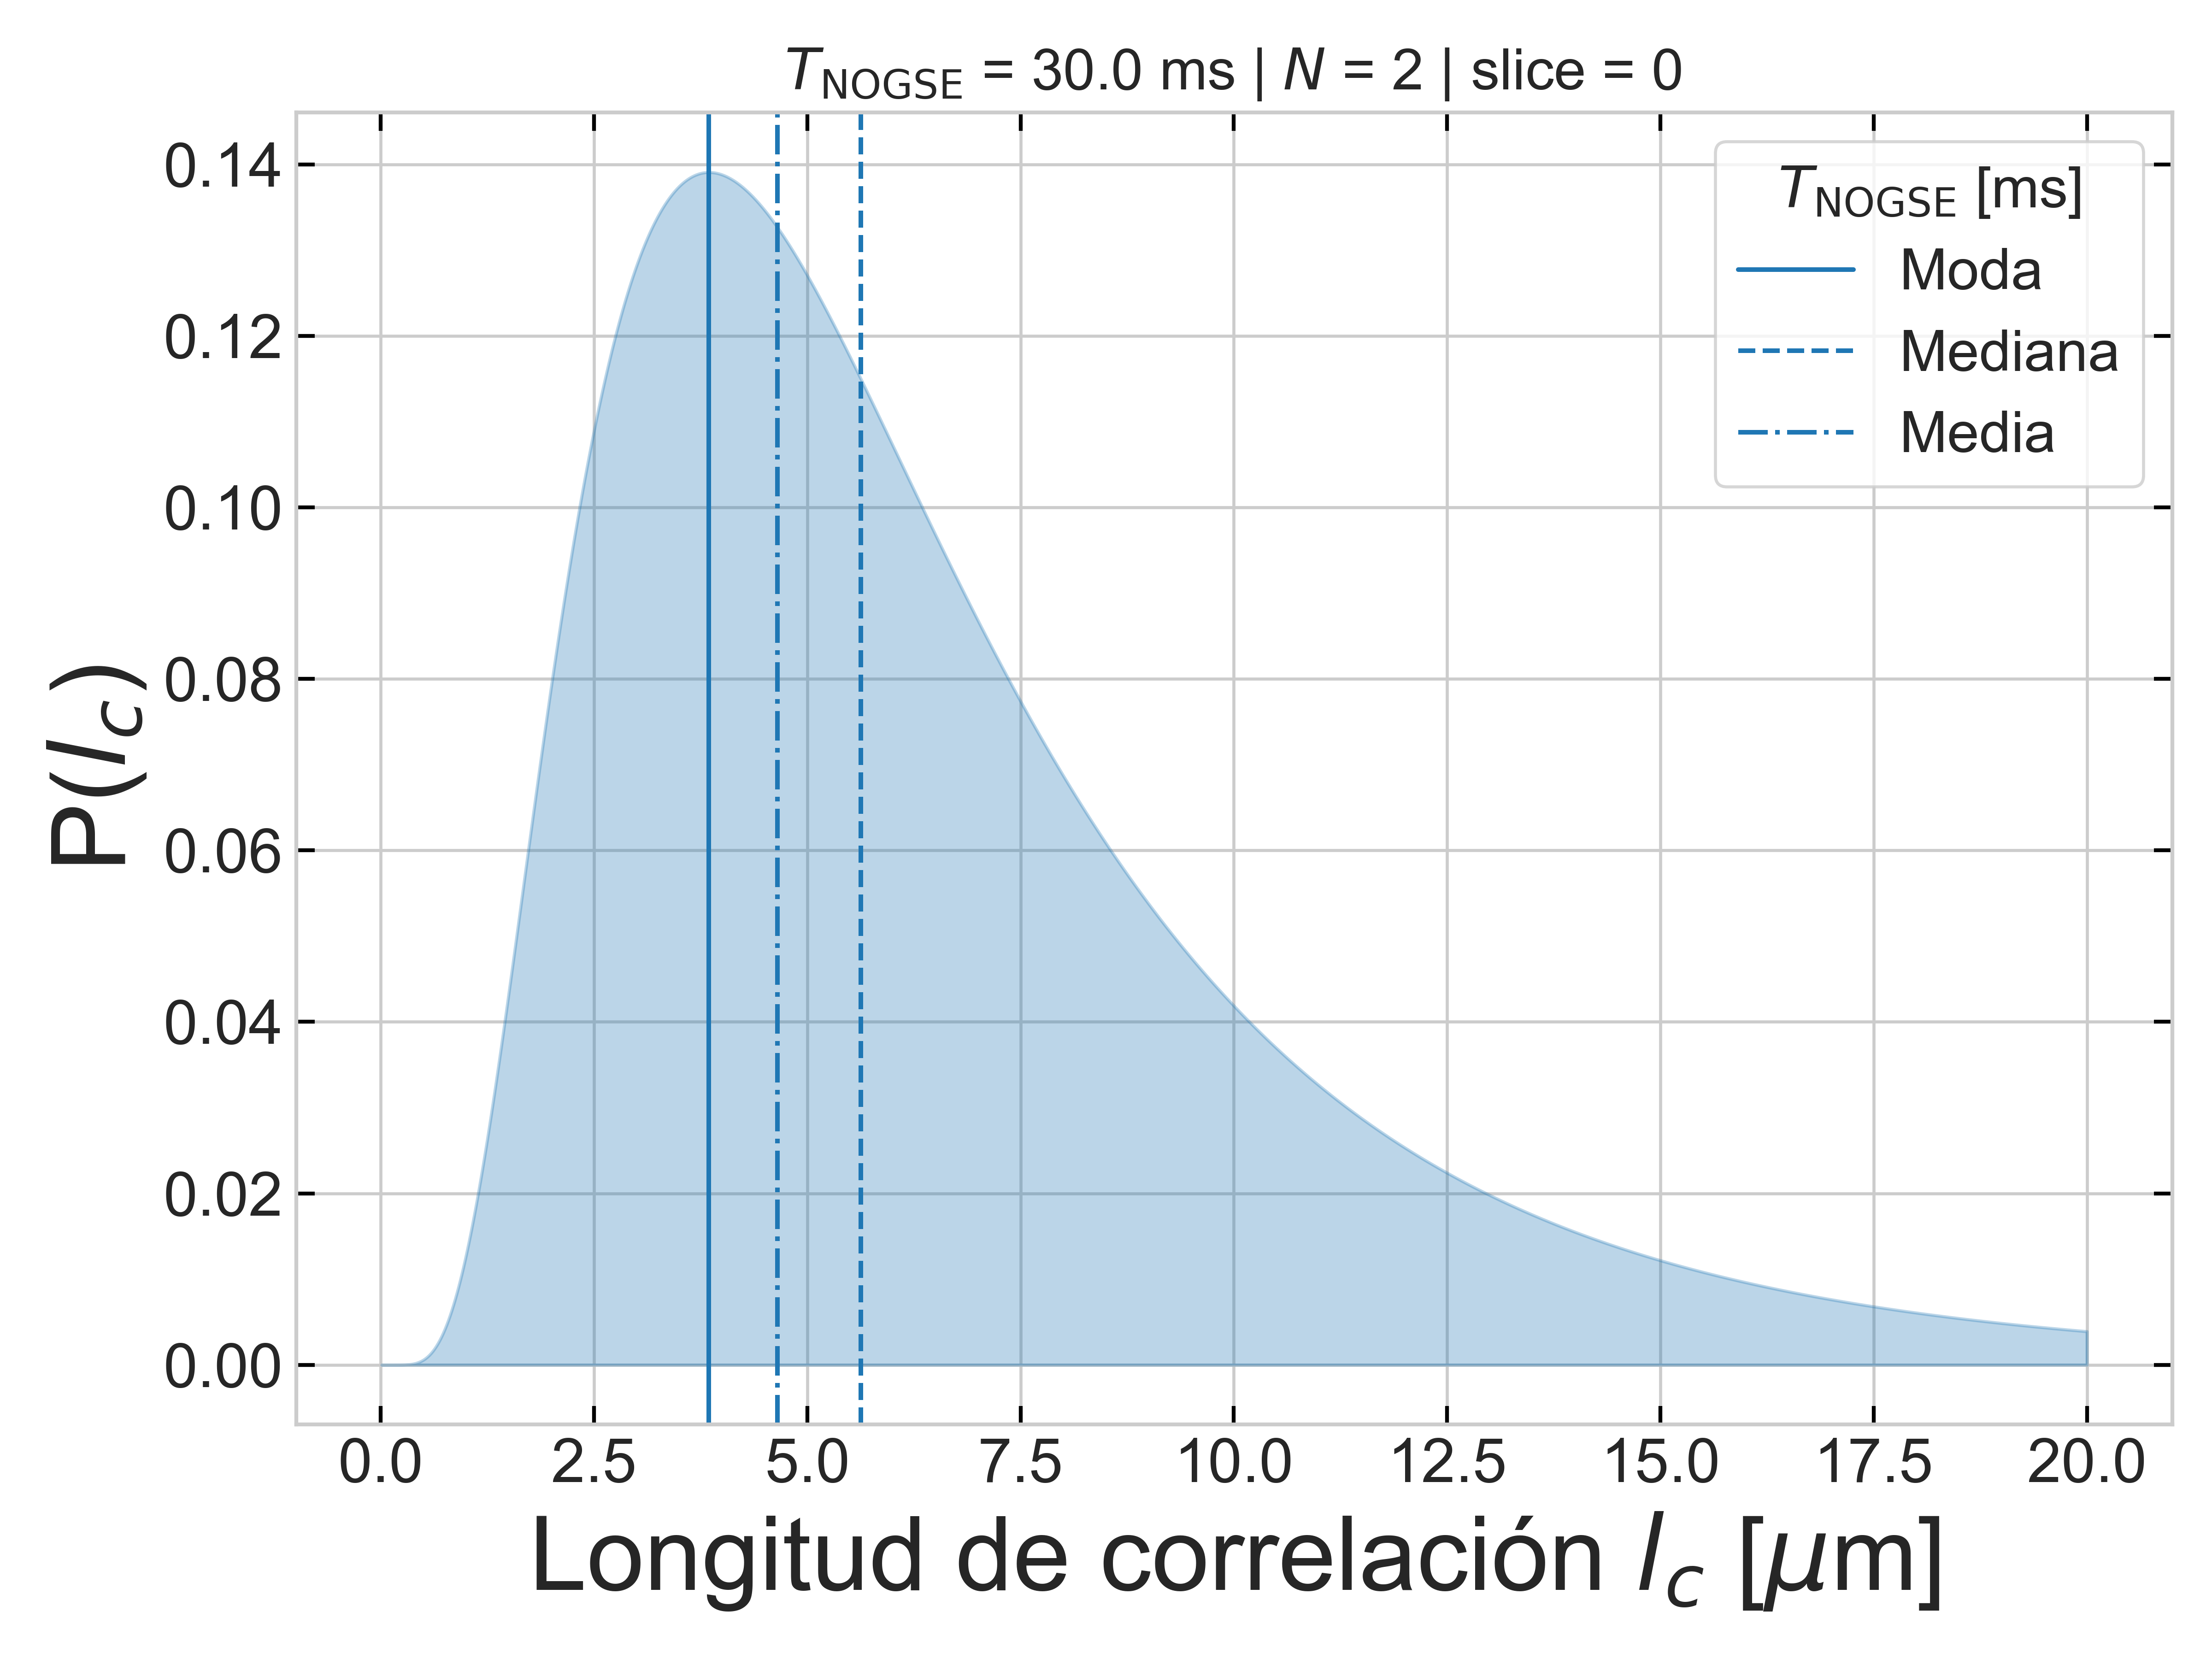 T_NOGSE = 30.0 ms | N = 2 | slice = 0
T_NOGSE [ms]
Moda
Mediana
Media
0.14
0.12
0.10
0.08
0.06
0.04
0.02
0.00
P(l_c)
0.0 2.5 5.0 7.5 10.0 12.5 15.0 17.5 20.0
Longitud de correlación l_c [μm]